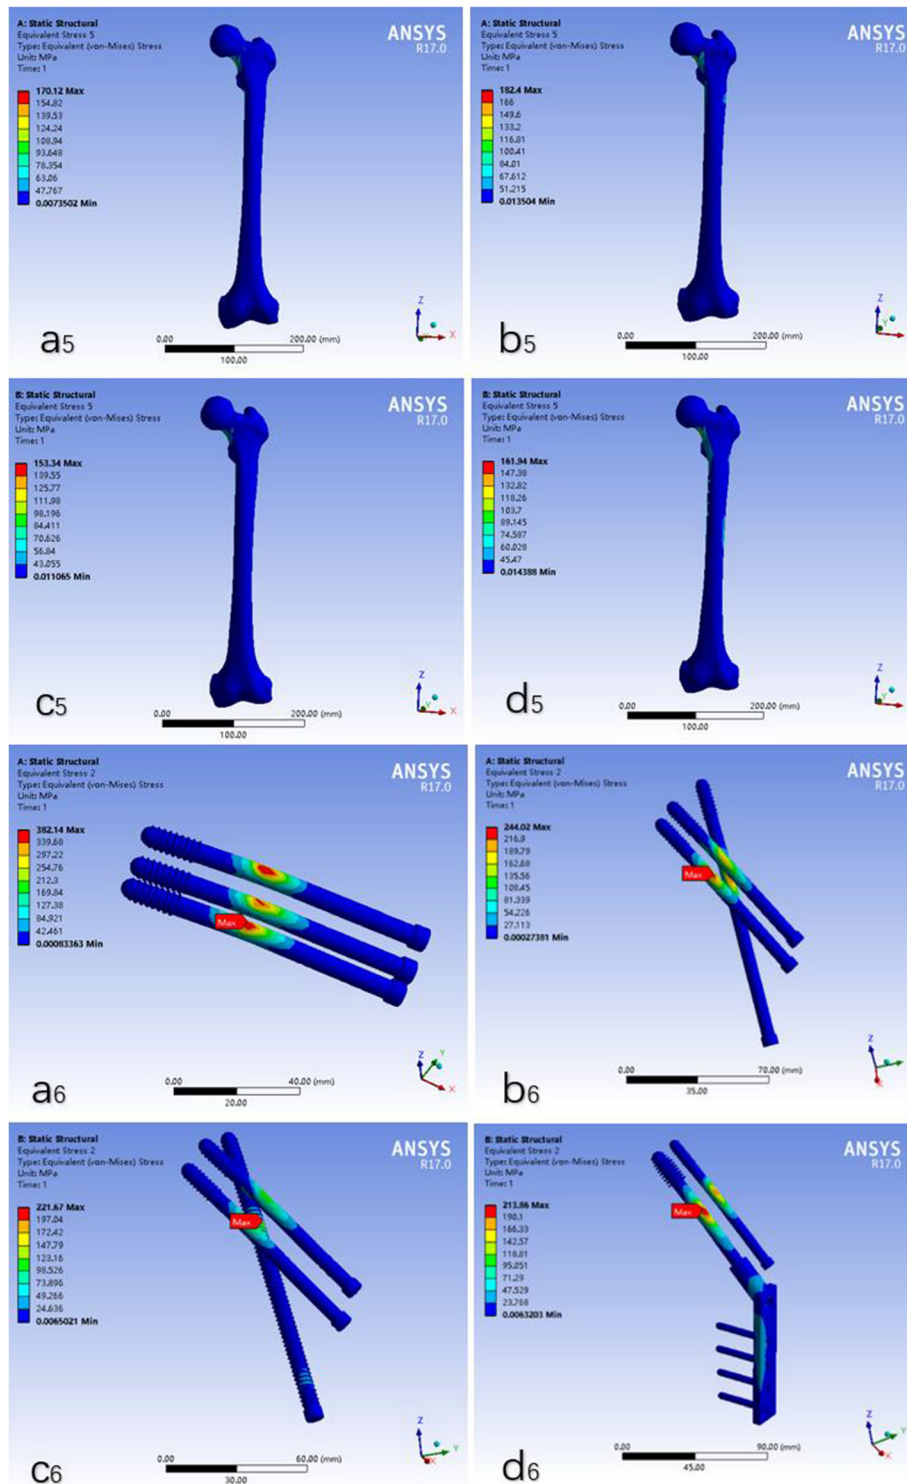 A: Static Structural
Equivalent Stress 5
Type: Equivalent (von-Mises) Stress
Unit: MPa
Time: 1
ANSYS
R17.0
170.12 Max
154.82
139.53
124.24
108.94
93.648
78.354
63.06
47.767
0.0073502 Min
Z
X
0.00
200.00 (mm)
100.00
a5
A: Static Structural
Equivalent Stress 5
Type: Equivalent (von-Mises) Stress
Unit: MPa
Time: 1
ANSYS
R17.0
182.4 Max
166
149.6
133.2
116.81
100.41
84.01
67.612
51.215
0.013504 Min
Z
Y
X
0.00
200.00 (mm)
100.00
b5
B: Static Structural
Equivalent Stress 5
Type: Equivalent (von-Mises) Stress
Unit: MPa
Time: 1
ANSYS
R17.0
153.34 Max
139.55
125.77
111.98
98.196
84.411
70.626
56.84
43.055
0.011065 Min
Z
Y
X
0.00
200.00 (mm)
100.00
c5
B: Static Structural
Equivalent Stress 5
Type: Equivalent (von-Mises) Stress
Unit: MPa
Time: 1
ANSYS
R17.0
161.94 Max
147.38
132.82
118.26
103.7
89.145
74.587
60.028
45.47
0.014388 Min
Z
Y
X
0.00
200.00 (mm)
100.00
d5
A: Static Structural
Equivalent Stress 2
Type: Equivalent (von-Mises) Stress
Unit: MPa
Time: 1
ANSYS
R17.0
382.14 Max
339.68
297.22
254.76
212.3
169.84
127.38
84.921
42.461
0.00083363 Min
Max
Z
Y
X
0.00
40.00 (mm)
20.00
a6
A: Static Structural
Equivalent Stress 2
Type: Equivalent (von-Mises) Stress
Unit: MPa
Time: 1
ANSYS
R17.0
244.02 Max
216.9
189.79
162.68
135.56
108.45
81.339
54.226
27.113
0.00027381 Min
Max
Z
X
0.00
70.00 (mm)
35.00
b6
B: Static Structural
Equivalent Stress 2
Type: Equivalent (von-Mises) Stress
Unit: MPa
Time: 1
ANSYS
R17.0
221.67 Max
197.04
172.42
147.79
123.16
98.526
73.896
49.266
24.636
0.0065021 Min
Max
Z
Y
0.00
60.00 (mm)
30.00
c6
B: Static Structural
Equivalent Stress 2
Type: Equivalent (von-Mises) Stress
Unit: MPa
Time: 1
ANSYS
R17.0
213.86 Max
190.1
166.33
142.57
118.81
95.051
71.29
47.529
23.768
0.0063203 Min
Max
Z
Y
X
0.00
90.00 (mm)
45.00
d6